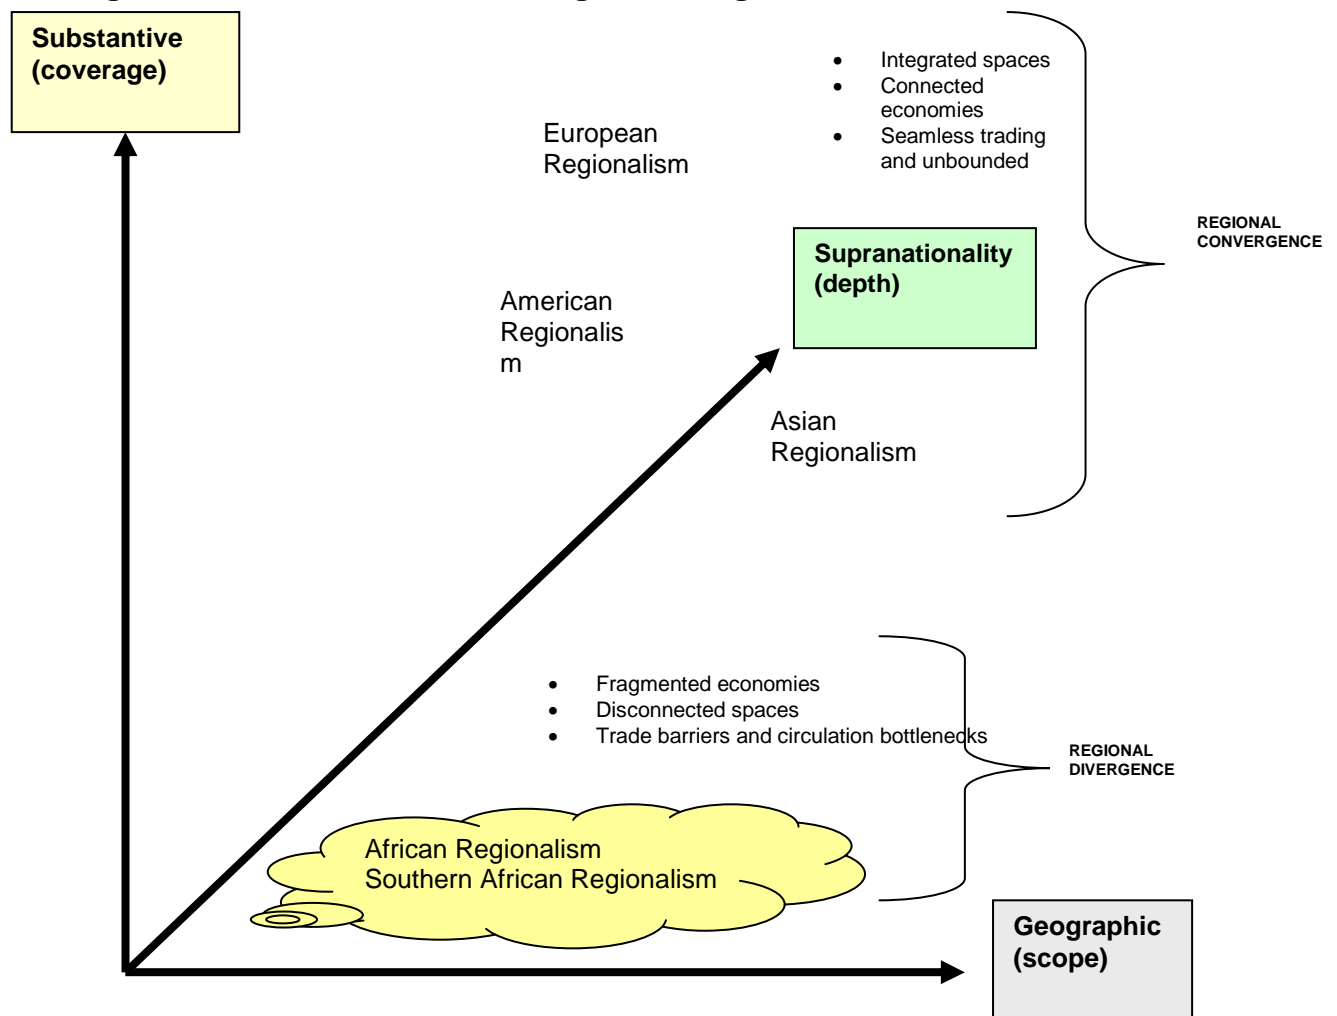 Substantive
(coverage)
• Integrated spaces
• Connected
economies
• Seamless trading
and unbounded
European
Regionalism
REGIONAL
CONVERGENCE
Supranationality
(depth)
American
Regionalis
m
Asian
Regionalism
• Fragmented economies
• Disconnected spaces
• Trade barriers and circulation bottlenecks
REGIONAL
DIVERGENCE
African Regionalism
Southern African Regionalism
Geographic
(scope)